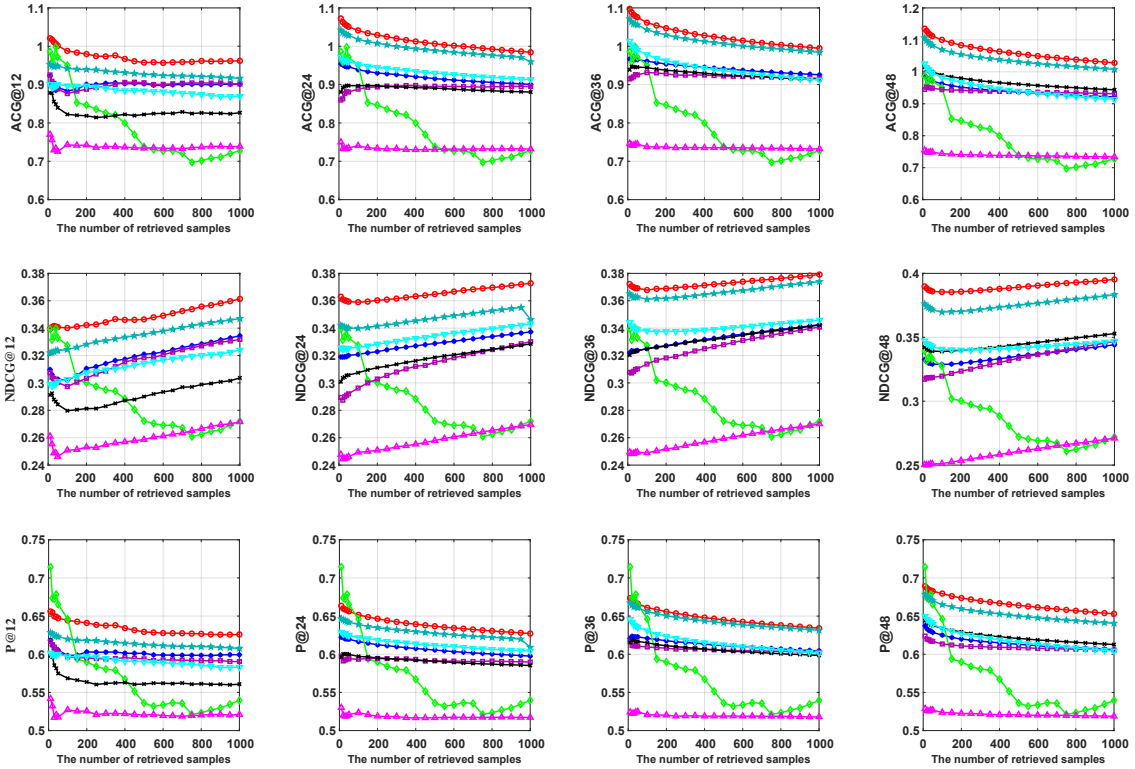 ACG@12
1.1
1
0.9
0.8
0.7
0.6
0 200 400 600 800 1000
The number of retrieved samples
ACG@24
1.1
1
0.9
0.8
0.7
0.6
0 200 400 600 800 1000
The number of retrieved samples
ACG@36
1.1
1
0.9
0.8
0.7
0.6
0 200 400 600 800 1000
The number of retrieved samples
ACG@48
1.2
1.1
1.0
0.9
0.8
0.7
0.6
0 200 400 600 800 1000
The number of retrieved samples
NDCG@12
0.38
0.36
0.34
0.32
0.3
0.28
0.26
0.24
0 200 400 600 800 1000
The number of retrieved samples
NDCG@24
0.38
0.36
0.34
0.32
0.3
0.28
0.26
0.24
0 200 400 600 800 1000
The number of retrieved samples
NDCG@36
0.38
0.36
0.34
0.32
0.3
0.28
0.26
0.24
0 200 400 600 800 1000
The number of retrieved samples
NDCG@48
0.4
0.35
0.3
0.25
0 200 400 600 800 1000
The number of retrieved samples
P@12
0.75
0.7
0.65
0.6
0.55
0.5
0 200 400 600 800 1000
The number of retrieved samples
P@24
0.75
0.7
0.65
0.6
0.55
0.5
0 200 400 600 800 1000
The number of retrieved samples
P@36
0.75
0.7
0.65
0.6
0.55
0.5
0 200 400 600 800 1000
The number of retrieved samples
P@48
0.75
0.7
0.65
0.6
0.55
0.5
0 200 400 600 800 1000
The number of retrieved samples